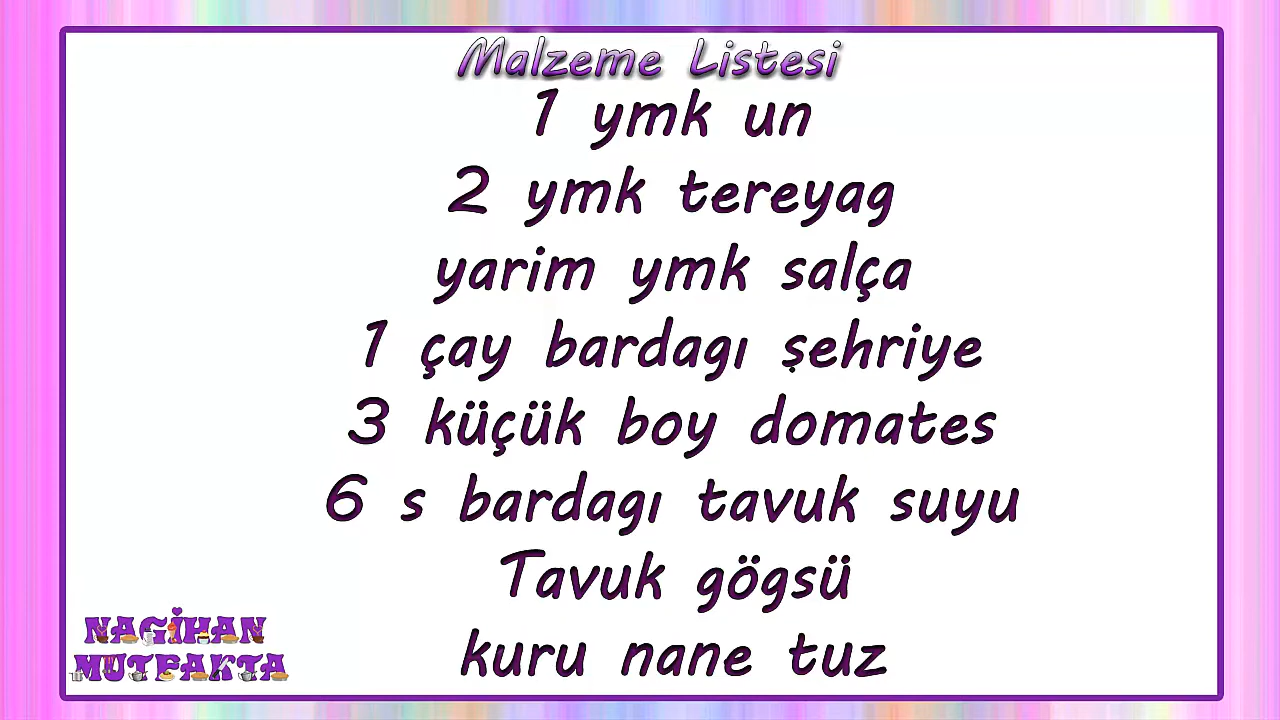 Malzeme Listesi
1 ymk un
2 ymk tereyag
yarim ymk salça
1 çay bardagı şehriye
3 küçük boy domates
6 s bardagı tavuk suyu
Tavuk gögsü
kuru nane tuz
NAGİHAN
MUTFAKTA